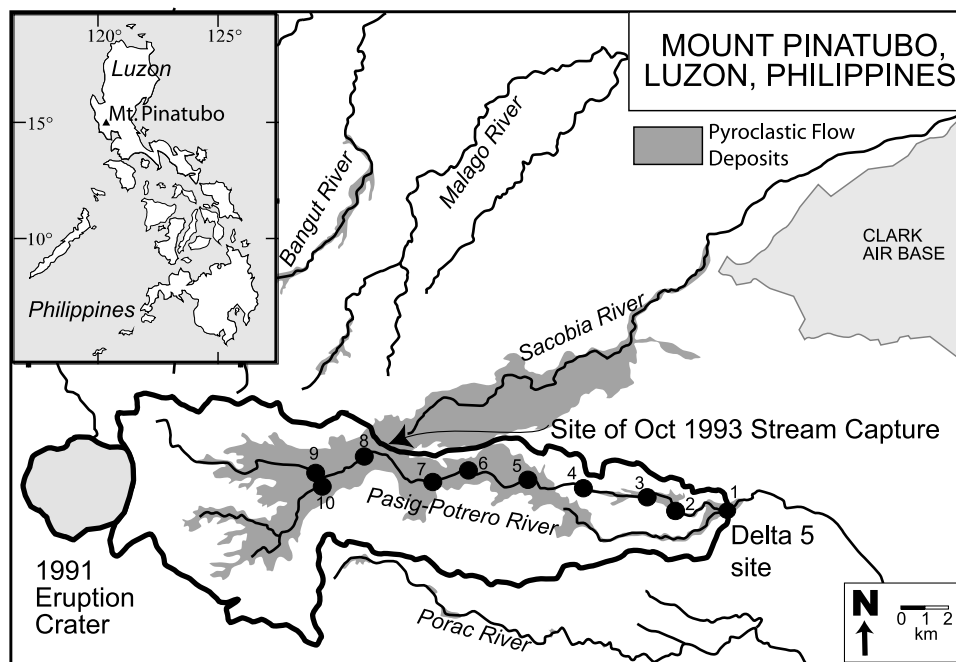 120°
125°
Luzon
Mt. Pinatubo
15°
10°
Philippines
MOUNT PINATUBO,
LUZON, PHILIPPINES
Pyroclastic Flow
Deposits
Bangut River
Malago River
Sacobia River
CLARK
AIR BASE
Site of Oct 1993 Stream Capture
8
9
10
7
6
5
4
3
2
1
Pasig-Potrero River
Delta 5
site
1991
Eruption
Crater
Porac River
N
0 1 2
km